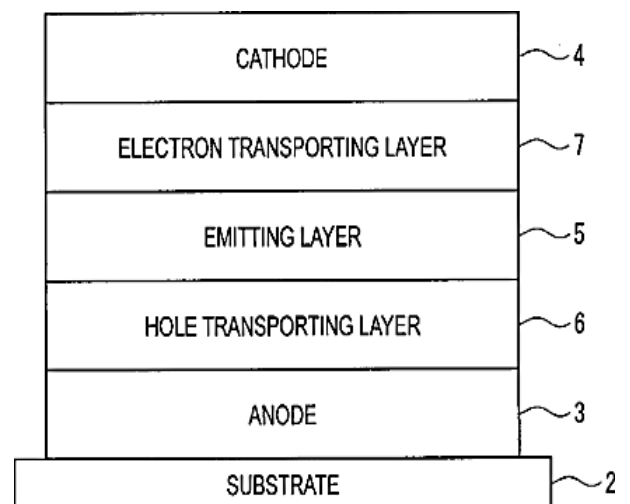 CATHODE 4
ELECTRON TRANSPORTING LAYER 7
EMITTING LAYER 5
HOLE TRANSPORTING LAYER 6
ANODE 3
SUBSTRATE 2